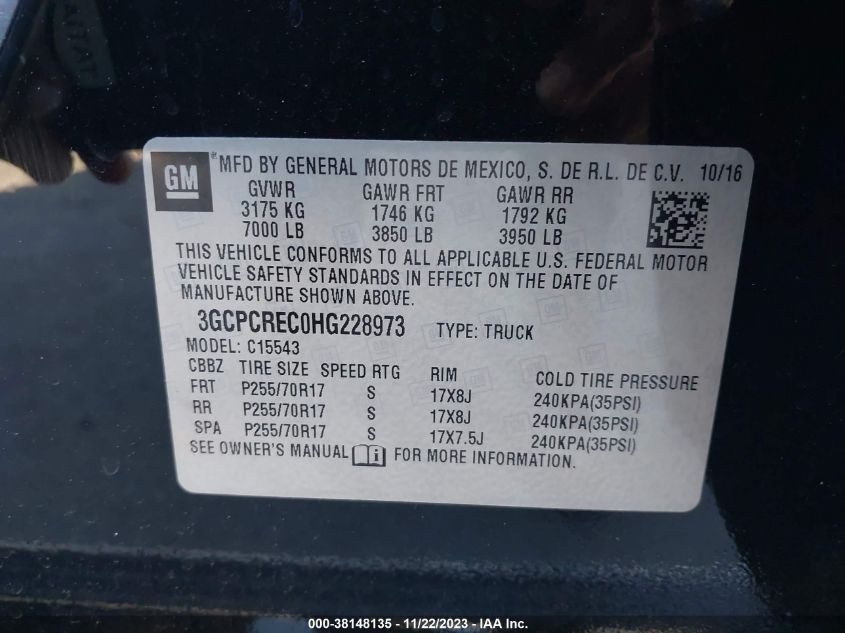 GM
*MFD BY GENERAL MOTORS DE MEXICO, S. DE R.L. DE C.V. 10/16
GVWR GAWR FRT GAWR RR
3175 KG 1746 KG 1792 KG
7000 LB 3850 LB 3950 LB
THIS VEHICLE CONFORMS TO ALL APPLICABLE U.S. FEDERAL MOTOR
VEHICLE SAFETY STANDARDS IN EFFECT ON THE DATE OF
MANUFACTURE SHOWN ABOVE.
3GCPCREC0HG228973 TYPE: TRUCK
MODEL: C15543
CBBZ TIRE SIZE SPEED RTG RIM COLD TIRE PRESSURE
FRT P255/70R17 S 17X8J 240KPA(35PSI)
RR P255/70R17 S 17X8J 240KPA(35PSI)
SPA P255/70R17 S 17X7.5J 240KPA(35PSI)
SEE OWNER'S MANUAL FOR MORE INFORMATION.
000-38148135 - 11/22/2023 - IAA Inc.